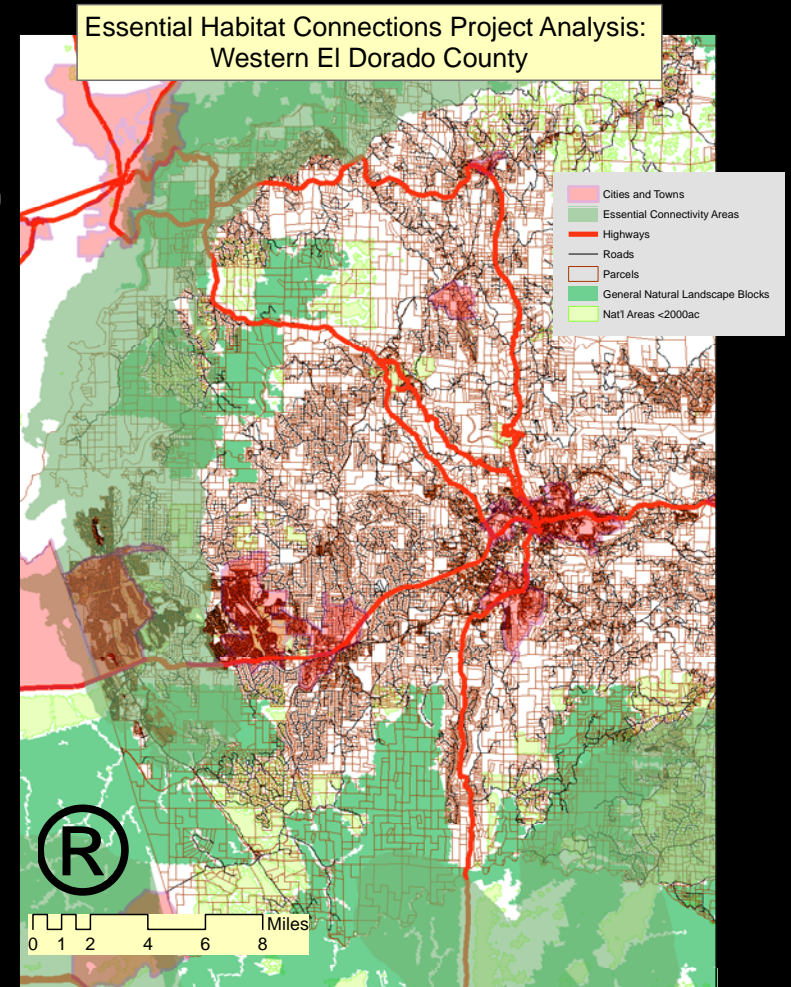 Essential Habitat Connections Project Analysis:
Western El Dorado County
Cities and Towns
Essential Connectivity Areas
Highways
Roads
Parcels
General Natural Landscape Blocks
Nat'l Areas <2000ac
®
Miles
0 1 2 4 6 8